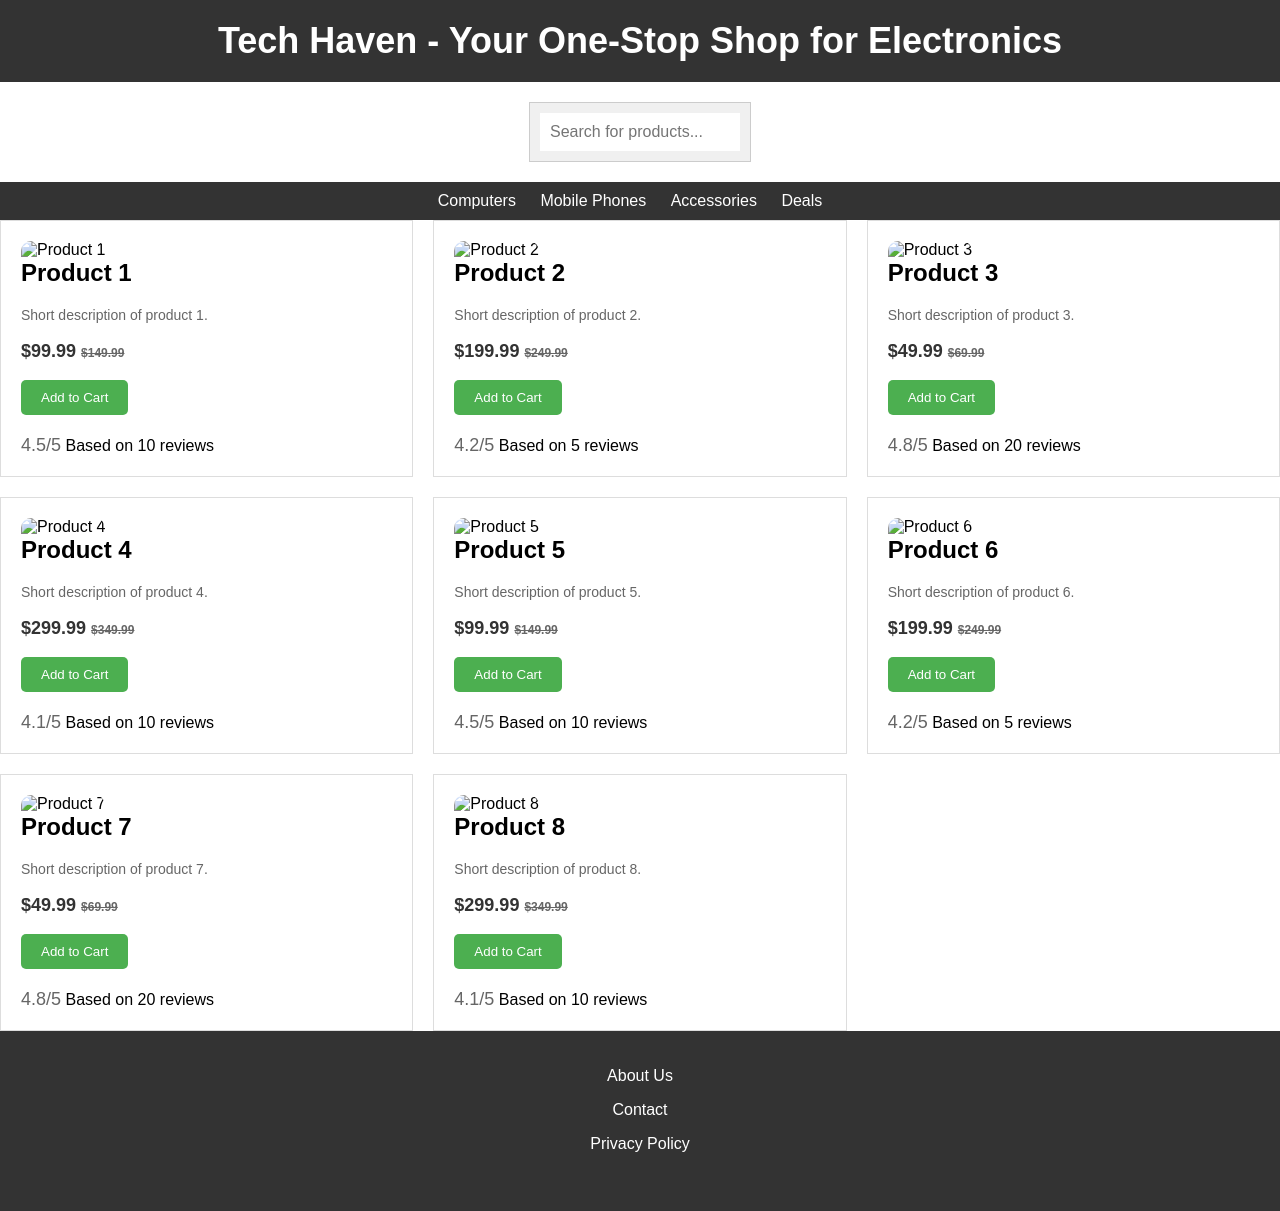 Tech Haven - Your One-Stop Shop for Electronics
Search for products...
Computers Mobile Phones Accessories Deals
Product 1
Product 1
Short description of product 1.
$99.99 $149.99
Add to Cart
4.5/5 Based on 10 reviews
Product 2
Product 2
Short description of product 2.
$199.99 $249.99
Add to Cart
4.2/5 Based on 5 reviews
Product 3
Product 3
Short description of product 3.
$49.99 $69.99
Add to Cart
4.8/5 Based on 20 reviews
Product 4
Product 4
Short description of product 4.
$299.99 $349.99
Add to Cart
4.1/5 Based on 10 reviews
Product 5
Product 5
Short description of product 5.
$99.99 $149.99
Add to Cart
4.5/5 Based on 10 reviews
Product 6
Product 6
Short description of product 6.
$199.99 $249.99
Add to Cart
4.2/5 Based on 5 reviews
Product 7
Product 7
Short description of product 7.
$49.99 $69.99
Add to Cart
4.8/5 Based on 20 reviews
Product 8
Product 8
Short description of product 8.
$299.99 $349.99
Add to Cart
4.1/5 Based on 10 reviews
About Us
Contact
Privacy Policy